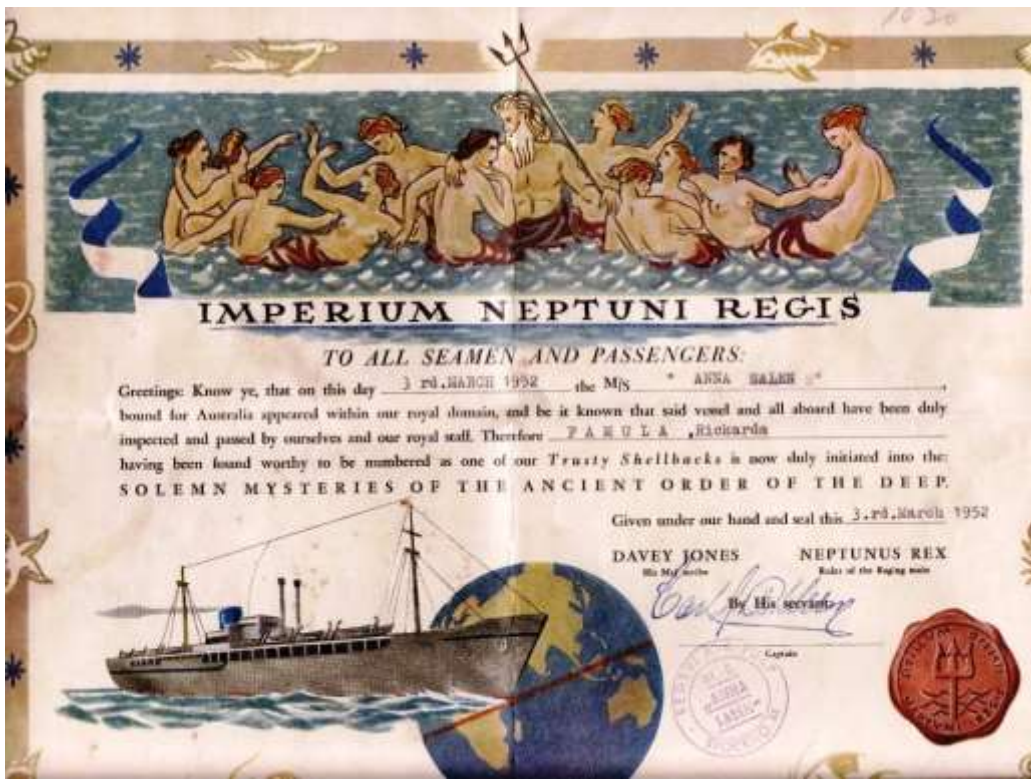 1030
IMPERIUM NEPTUNI REGIS
TO ALL SEAMEN AND PASSENGERS:
Greetings: Know ye, that on this day 3 rd.MARCH 1952 the M/S " ANNA SALEN ",
bound for Australia appeared within our royal domain, and be it known that said vessel and all aboard have been duly
inspected and passed by ourselves and our royal staff. Therefore PAMULA ,Rickarda
having been found worthy to be numbered as one of our Trusty Shellbacks is now duly initiated into the:
SOLEMN MYSTERIES OF THE ANCIENT ORDER OF THE DEEP.
Given under our hand and seal this 3.rd.March 1952
DAVEY JONES NEPTUNUS REX
His Maj. scribe Ruler of the Raging main
By His servant
Captain
ANNA
SALEN